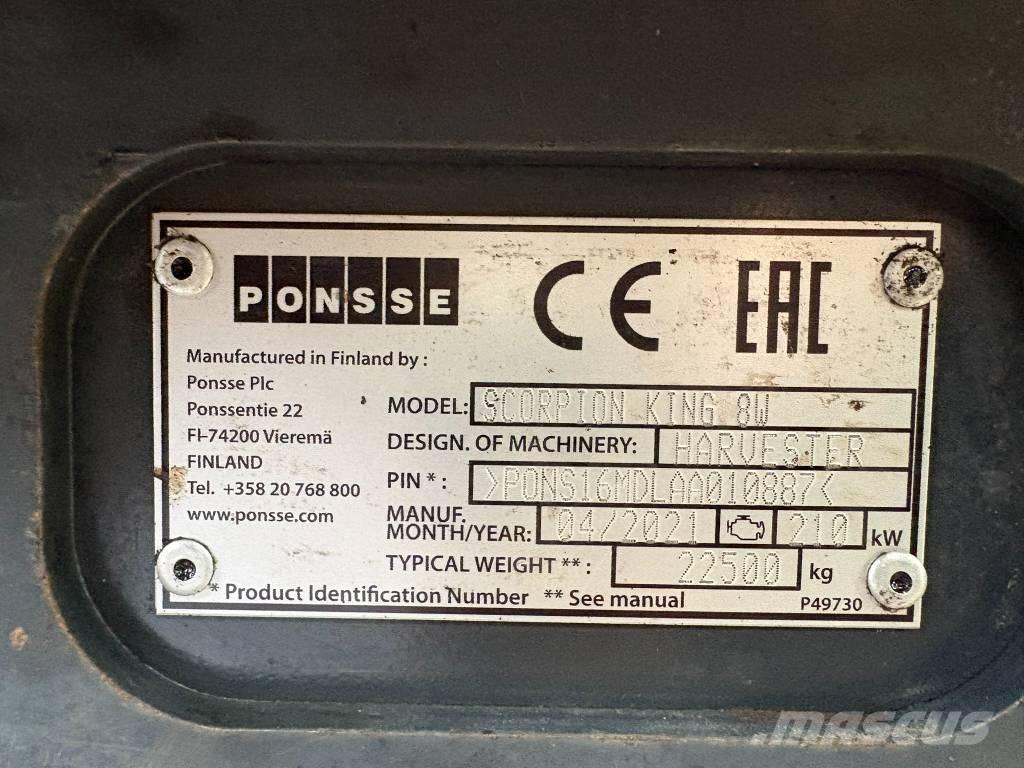 PONSSE
CE
EAC
Manufactured in Finland by :
Ponsse Plc
Ponssentie 22
FI-74200 Vieremä
FINLAND
Tel. +358 20 768 800
www.ponsse.com
MODEL: SCORPION KING 8W
DESIGN. OF MACHINERY: HARVESTER
PIN * : >PONS16MDLAA010887<
MANUF.
MONTH/YEAR: 04/2021 210 kW
TYPICAL WEIGHT ** : 22500 kg
* Product Identification Number ** See manual P49730
mascus